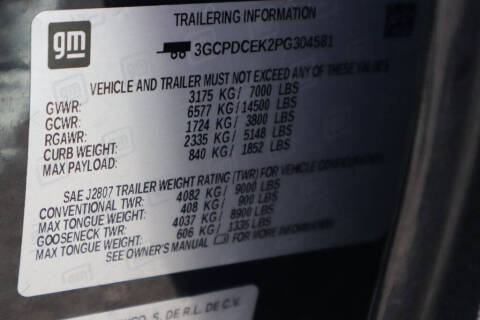 TRAILERING INFORMATION
gm
3GCPDCEK2PG304581
VEHICLE AND TRAILER MUST NOT EXCEED ANY OF THESE VALUES
GVWR: 3175 KG/ 7000 LBS
GCWR: 6577 KG/ 14500 LBS
RGAWR: 1724 KG/ 3800 LBS
CURB WEIGHT: 2335 KG/ 5148 LBS
MAX PAYLOAD: 840 KG/ 1852 LBS
SAE J2807 TRAILER WEIGHT RATING (TWR) FOR VEHICLE CONFIGURATION
CONVENTIONAL TWR: 4082 KG/ 9000 LBS
MAX TONGUE WEIGHT: 408 KG/ 900 LBS
GOOSENECK TWR: 4037 KG/ 8900 LBS
MAX TONGUE WEIGHT: 606 KG/ 1335 LBS
SEE OWNER'S MANUAL FOR MORE INFORMATION
S. DE R.L. DE C.V.